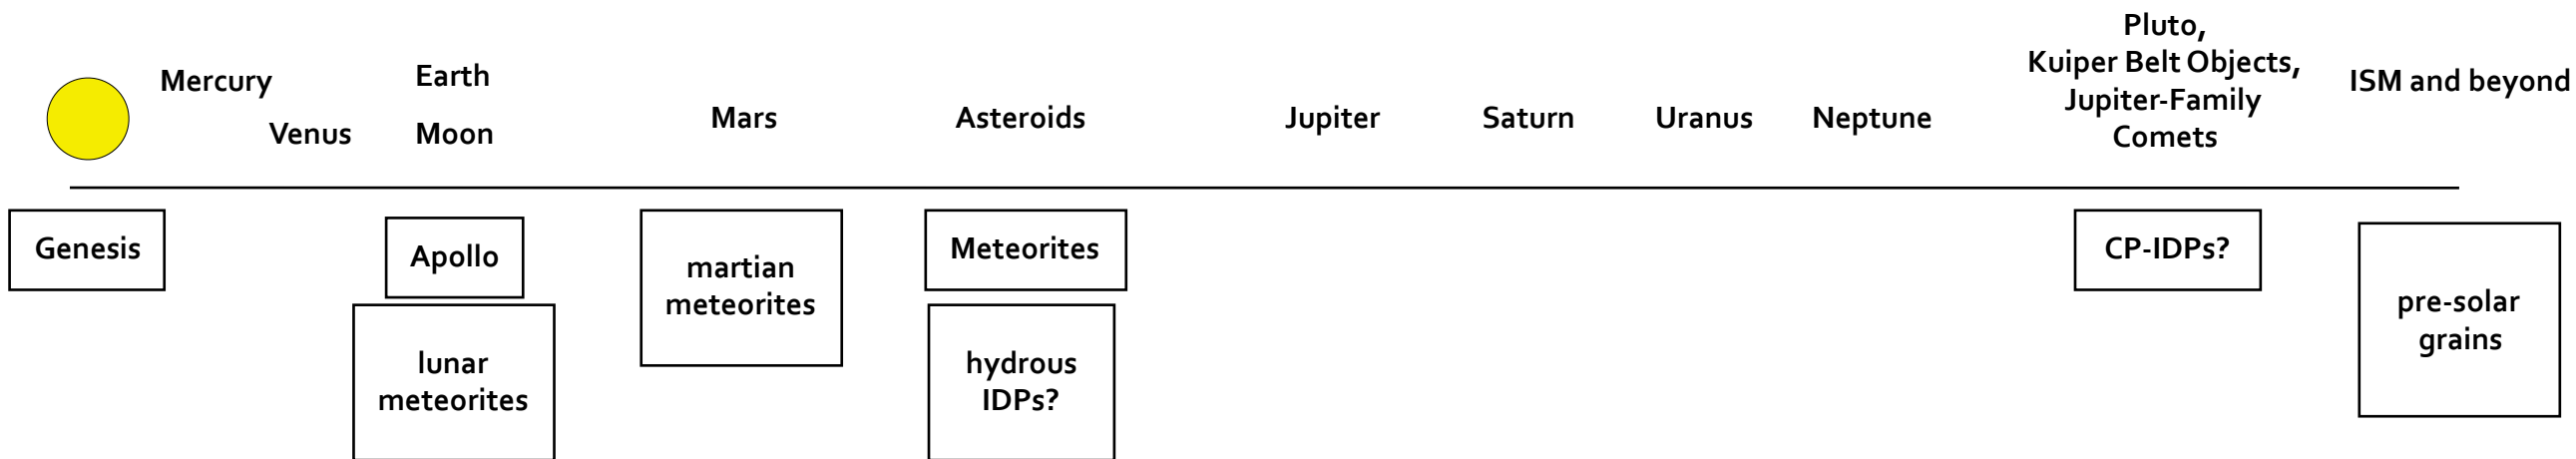 Mercury
Venus
Earth
Moon
Mars
Asteroids
Jupiter
Saturn
Uranus
Neptune
Pluto,
Kuiper Belt Objects,
Jupiter-Family
Comets
ISM and beyond
Genesis
Apollo
lunar
meteorites
martian
meteorites
Meteorites
hydrous
IDPs?
CP-IDPs?
pre-solar
grains